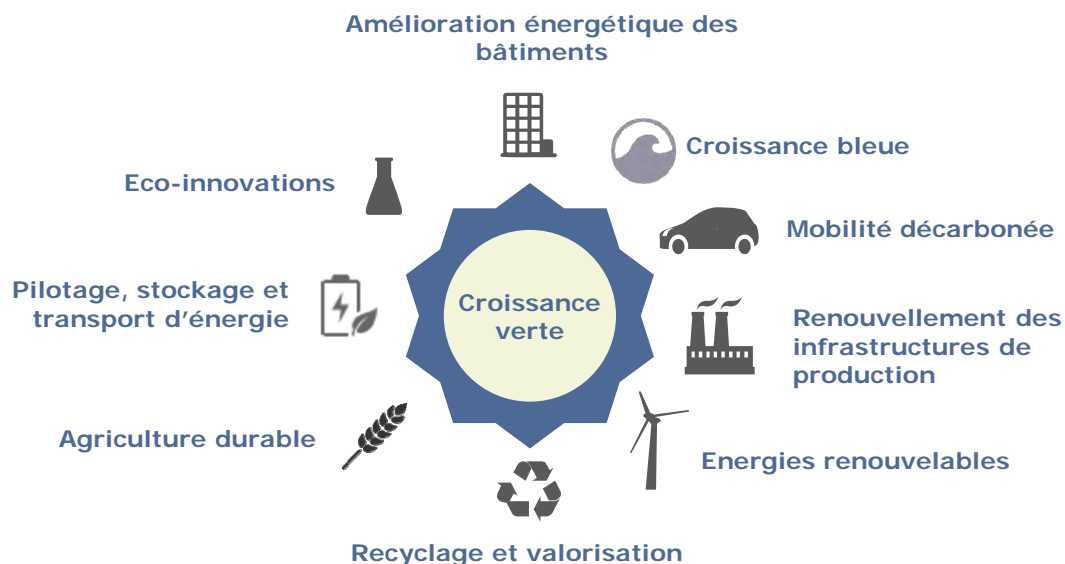 Amélioration énergétique des
bâtiments
Croissance bleue
Eco-innovations
Mobilité décarbonée
Pilotage, stockage et
transport d'énergie
Croissance
verte
Renouvellement des
infrastructures de
production
Agriculture durable
Energies renouvelables
Recyclage et valorisation